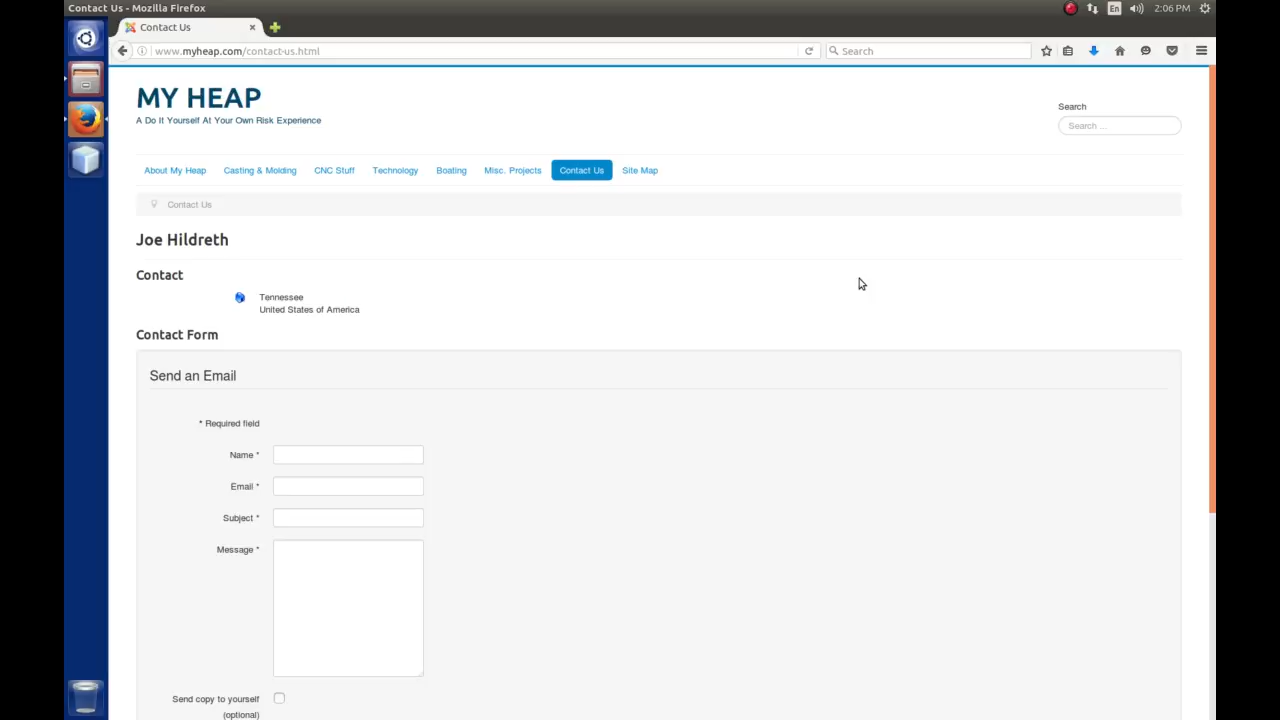 Contact Us - Mozilla Firefox
En
2:06 PM
Contact Us
www.myheap.com/contact-us.html
Search
MY HEAP
A Do It Yourself At Your Own Risk Experience
Search
Search ...
About My Heap
Casting & Molding
CNC Stuff
Technology
Boating
Misc. Projects
Contact Us
Site Map
Contact Us
Joe Hildreth
Contact
Tennessee
United States of America
Contact Form
Send an Email
* Required field
Name *
Email *
Subject *
Message *
Send copy to yourself
(optional)